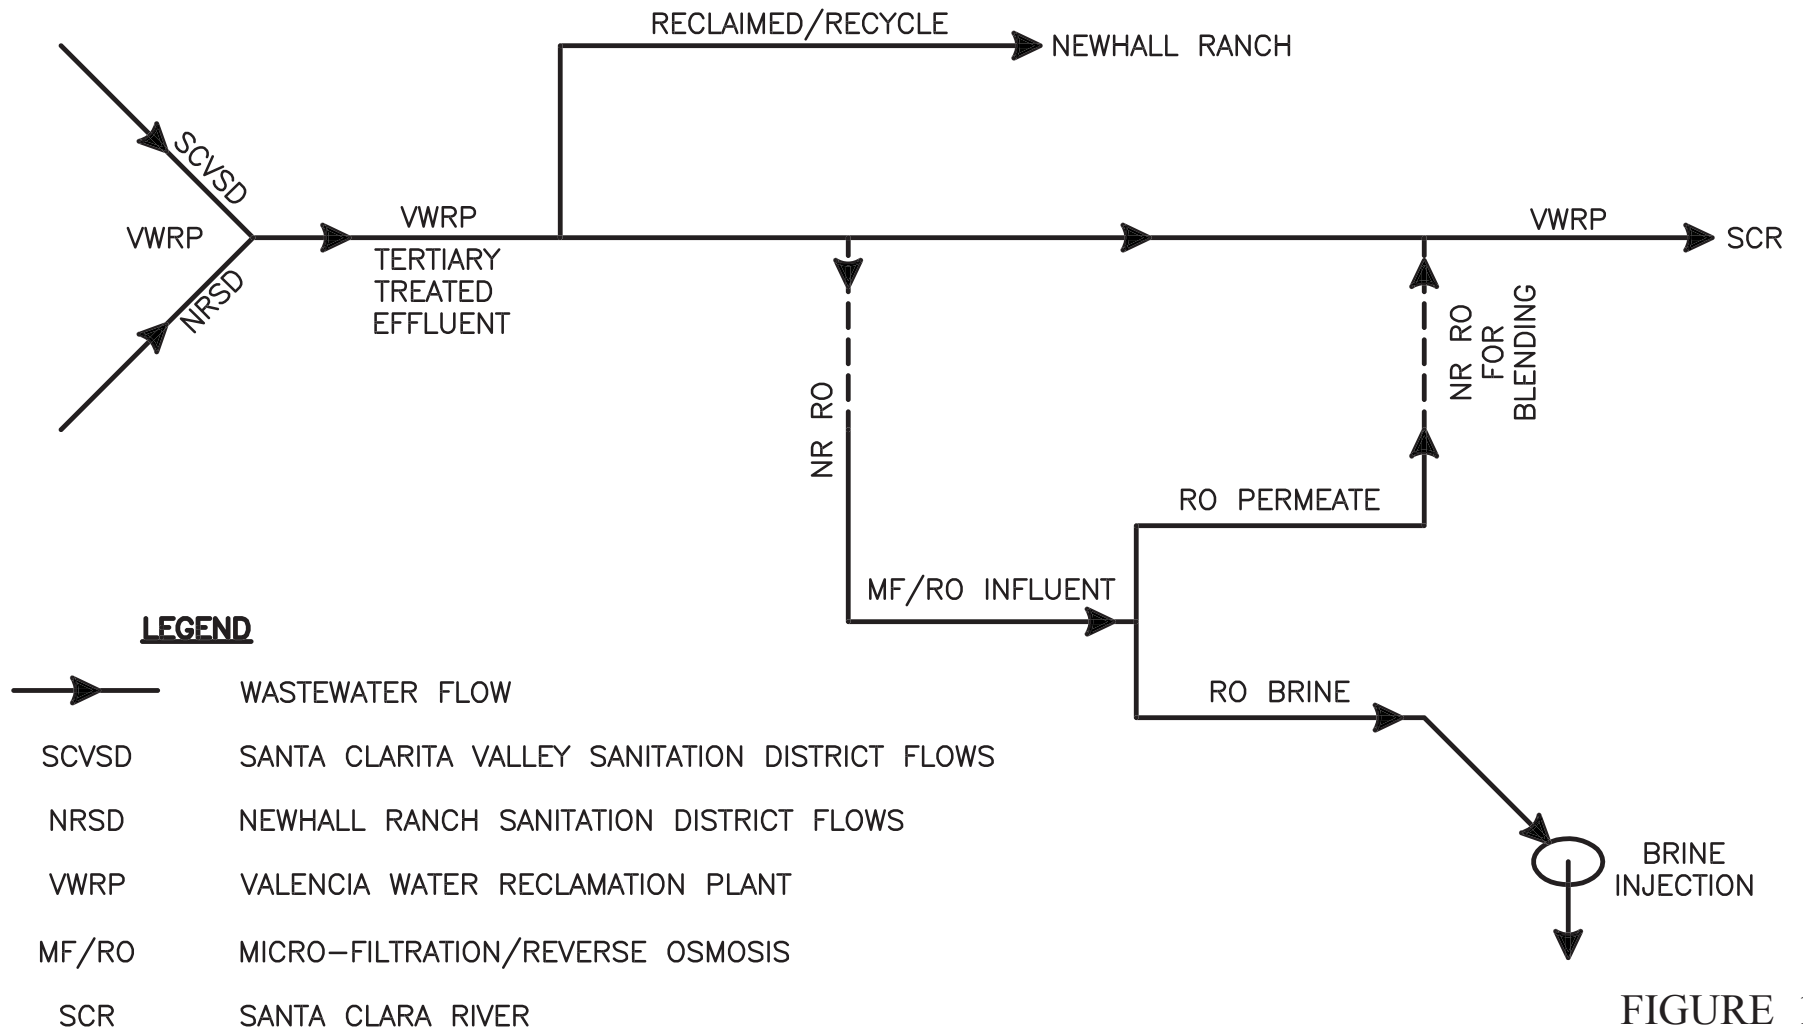 RECLAIMED/RECYCLE
NEWHALL RANCH
SCVSD
VWRP
NRSD
VWRP
TERTIARY
TREATED
EFFLUENT
VWRP
SCR
NR RO
NR RO
FOR
BLENDING
RO PERMEATE
MF/RO INFLUENT
RO BRINE
BRINE
INJECTION
LEGEND
WASTEWATER FLOW
SCVSD SANTA CLARITA VALLEY SANITATION DISTRICT FLOWS
NRSD NEWHALL RANCH SANITATION DISTRICT FLOWS
VWRP VALENCIA WATER RECLAMATION PLANT
MF/RO MICRO-FILTRATION/REVERSE OSMOSIS
SCR SANTA CLARA RIVER
FIGURE